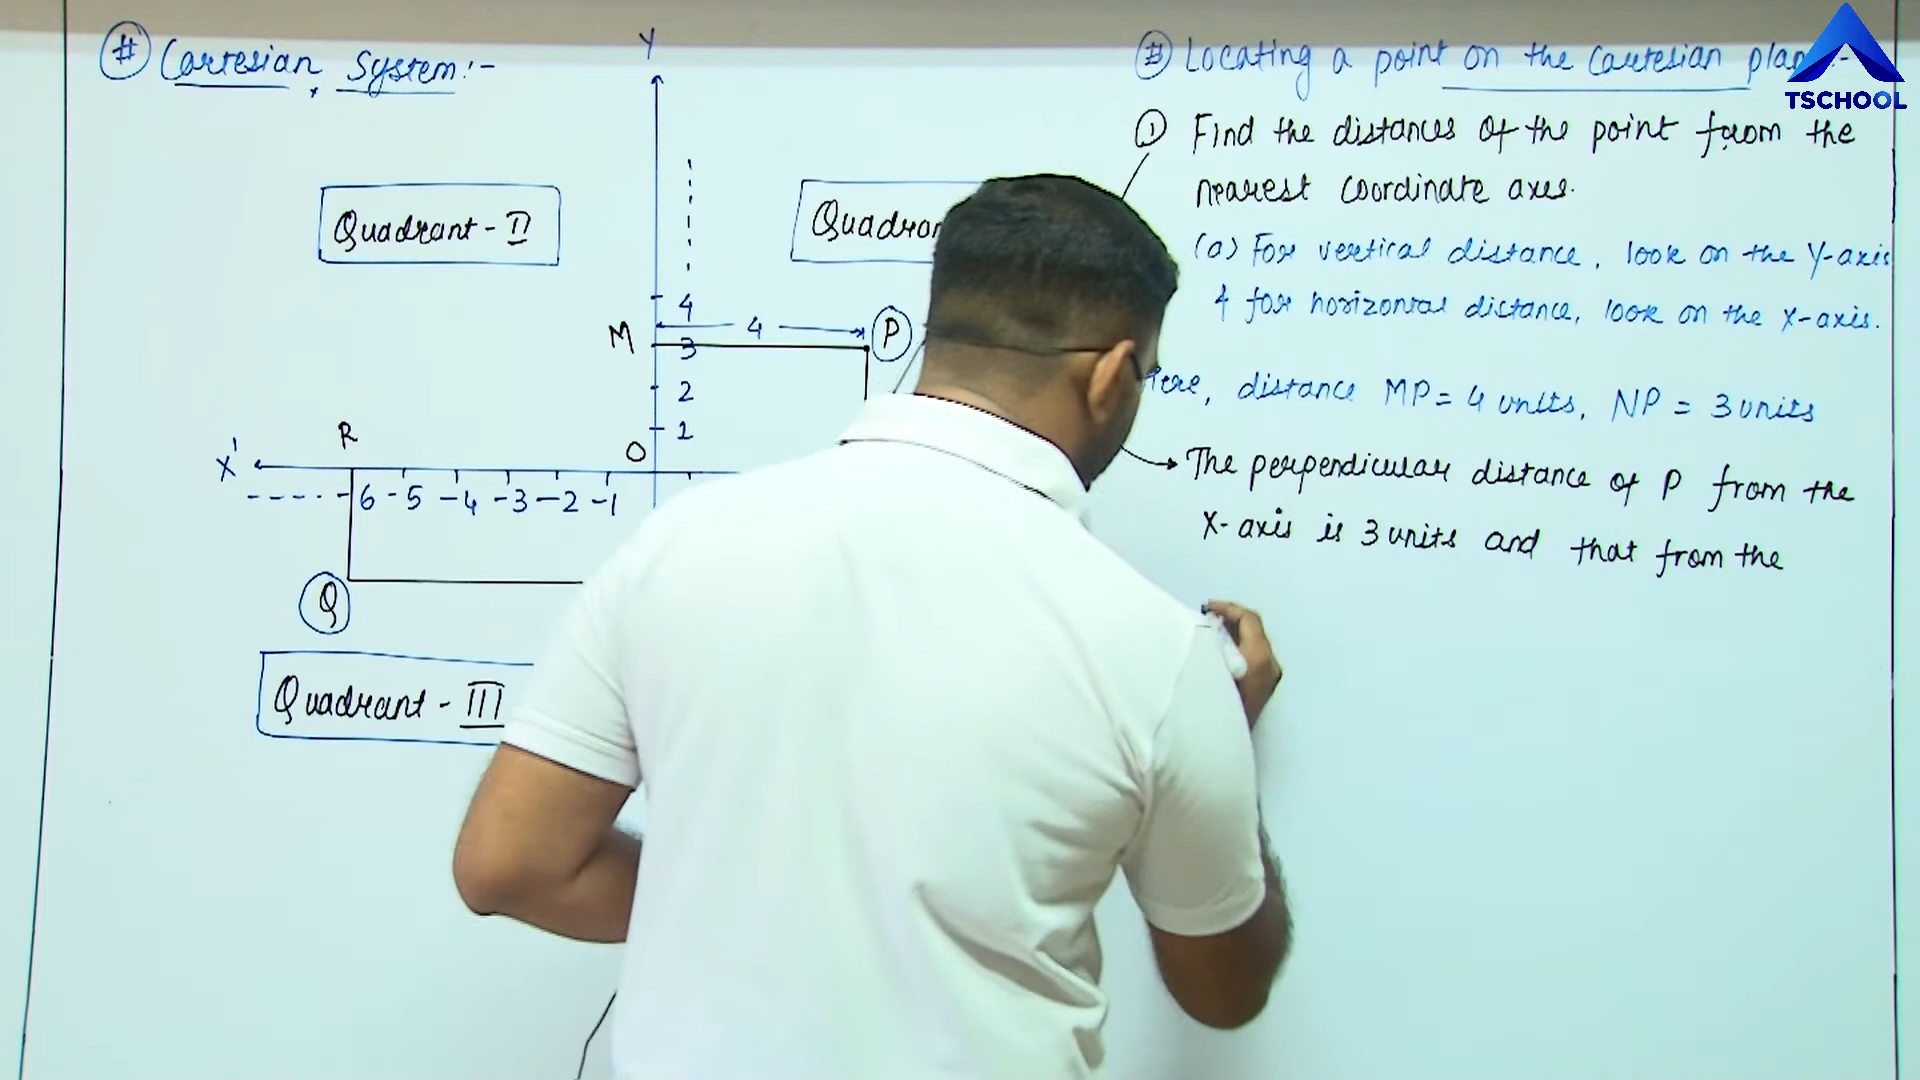 # Cartesian System:-
Y
Quadrant - II
4
M
4
P
3
2
1
R
O
X'
---- -6 -5 -4 -3 -2 -1
Q
Quadrant - III
# Locating a point on the Cartesian :-
TSCHOOL
1 Find the distances of the point from the
nearest coordinate axes.
(a) For vertical distance, look on the Y-axis
& for horizontal distance, look on the X-axis.
distance MP = 4 units, NP = 3 units
→ The perpendicular distance of P from the
X-axis is 3 units and that from the